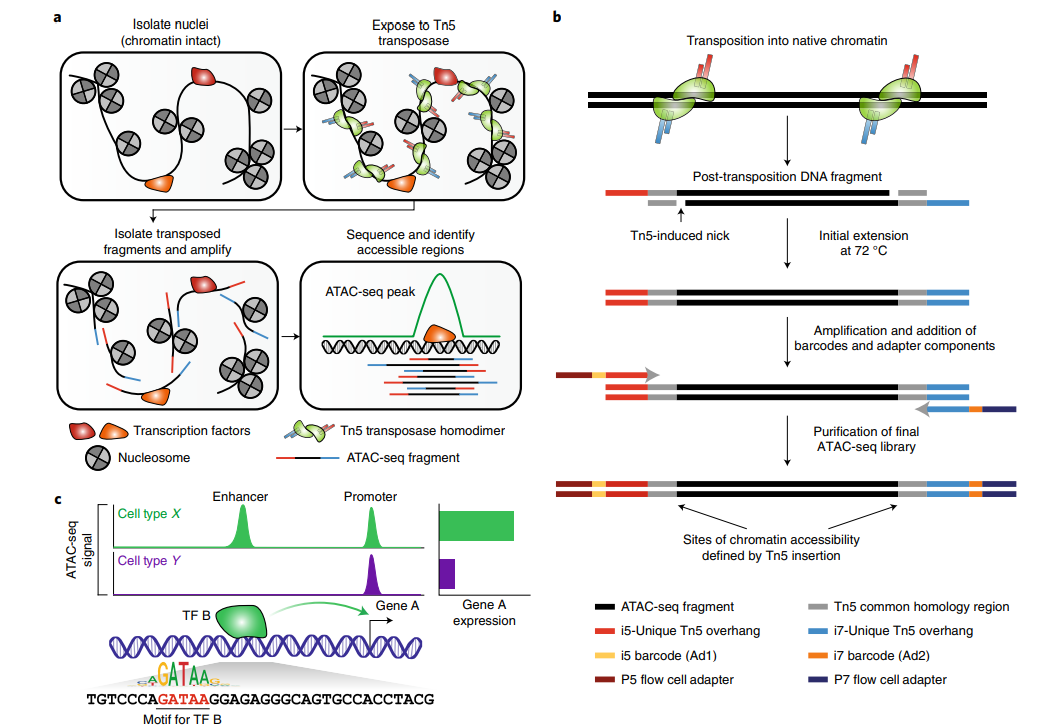 a
Isolate nuclei
(chromatin intact)
Expose to Tn5
transposase
Isolate transposed
fragments and amplify
Sequence and identify
accessible regions
ATAC-seq peak
Transcription factors
Tn5 transposase homodimer
Nucleosome
ATAC-seq fragment
b
Transposition into native chromatin
Post-transposition DNA fragment
Tn5-induced nick
Initial extension
at 72 °C
Amplification and addition of
barcodes and adapter components
Purification of final
ATAC-seq library
Sites of chromatin accessibility
defined by Tn5 insertion
ATAC-seq fragment
Tn5 common homology region
i5-Unique Tn5 overhang
i7-Unique Tn5 overhang
i5 barcode (Ad1)
i7 barcode (Ad2)
P5 flow cell adapter
P7 flow cell adapter
c
Enhancer
Promoter
ATAC-seq
signal
Cell type X
Cell type Y
TF B
Gene A
Gene A
expression
AGATAAG
TGTCCCAGATAAGGAGAGGGCAGTGCCACCTACG
Motif for TF B